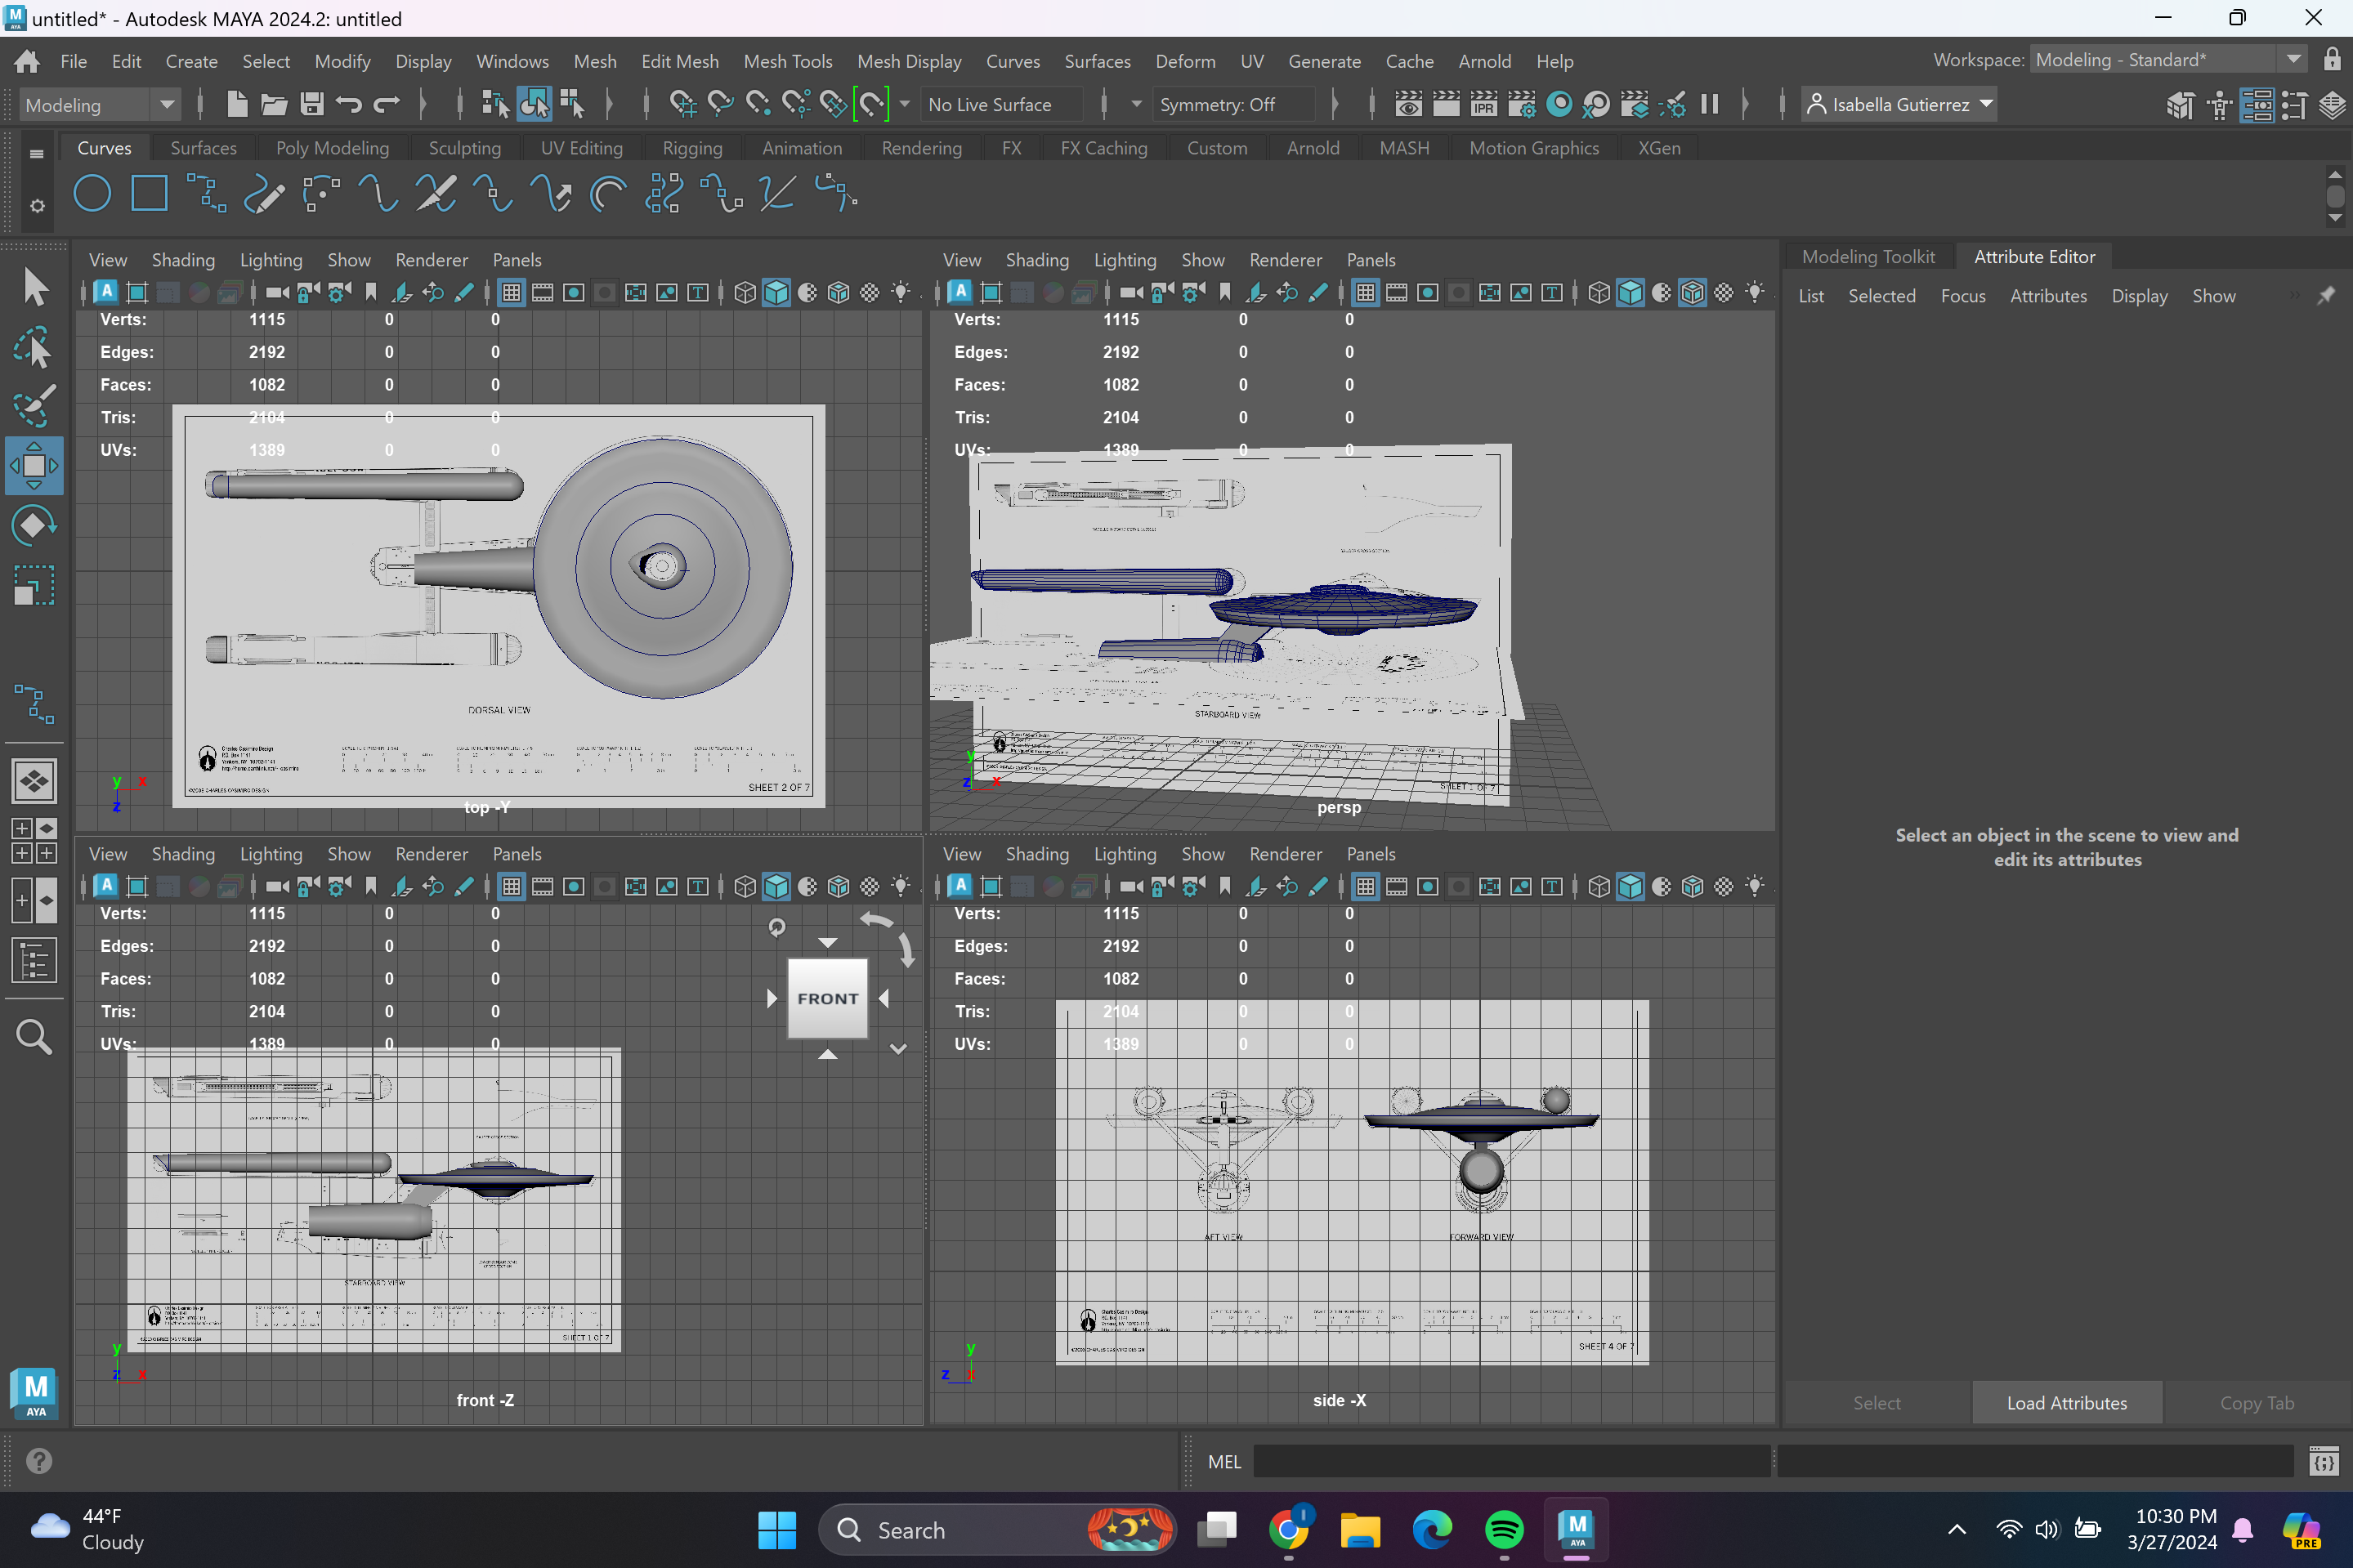 untitled* - Autodesk MAYA 2024.2: untitled
File Edit Create Select Modify Display Windows Mesh Edit Mesh Mesh Tools Mesh Display Curves Surfaces Deform UV Generate Cache Arnold Help
Workspace: Modeling - Standard*
Modeling
No Live Surface
Symmetry: Off
IPR
Isabella Gutierrez
Curves Surfaces Poly Modeling Sculpting UV Editing Rigging Animation Rendering FX FX Caching Custom Arnold MASH Motion Graphics XGen
View Shading Lighting Show Renderer Panels
Verts: 1115 0 0
Edges: 2192 0 0
Faces: 1082 0 0
Tris: 2104 0 0
UVs: 1389 0 0
DORSAL VIEW
Charles Casimiro Design
SHEET 2 OF 7
top -Y
y x
z
View Shading Lighting Show Renderer Panels
Verts: 1115 0 0
Edges: 2192 0 0
Faces: 1082 0 0
Tris: 2104 0 0
UVs: 1389 0 0
STARBOARD VIEW
SHEET 1 OF 7
persp
y
z x
View Shading Lighting Show Renderer Panels
Verts: 1115 0 0
Edges: 2192 0 0
Faces: 1082 0 0
Tris: 2104 0 0
UVs: 1389 0 0
FRONT
STARBOARD VIEW
SHEET 1 OF 7
y
z x
front -Z
View Shading Lighting Show Renderer Panels
Verts: 1115 0 0
Edges: 2192 0 0
Faces: 1082 0 0
Tris: 2104 0 0
UVs: 1389 0 0
AFT VIEW
FORWARD VIEW
SHEET 4 OF 7
y
z x
side -X
Modeling Toolkit Attribute Editor
List Selected Focus Attributes Display Show
Select an object in the scene to view and
edit its attributes
Select Load Attributes Copy Tab
M
AYA
MEL
44°F
Cloudy
Search
10:30 PM
3/27/2024
PRE